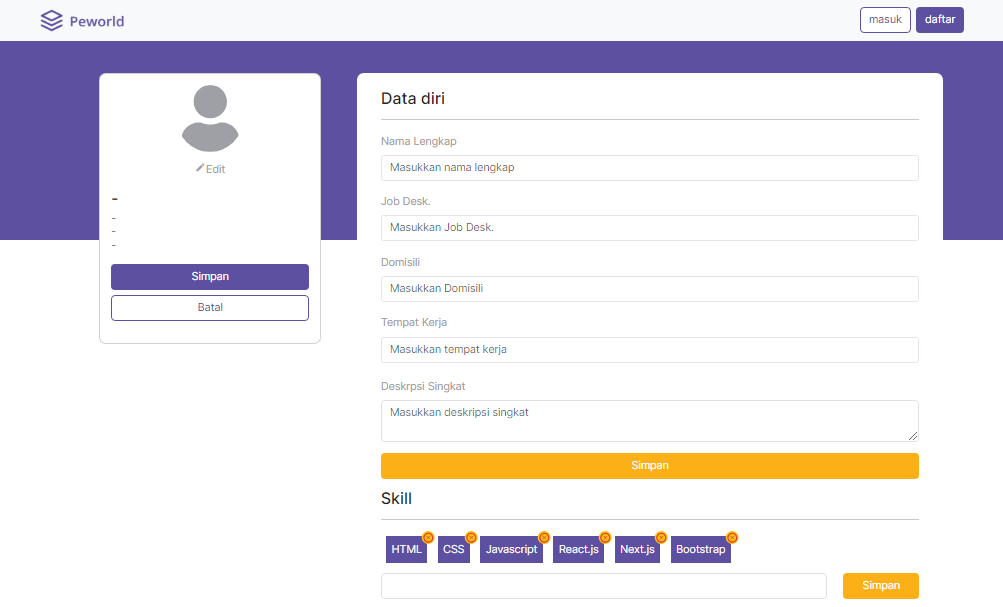 Peworld
masuk
daftar
Edit
-
-
-
-
Simpan
Batal
Data diri
Nama Lengkap
Masukkan nama lengkap
Job Desk.
Masukkan Job Desk.
Domisili
Masukkan Domisili
Tempat Kerja
Masukkan tempat kerja
Deskrpsi Singkat
Masukkan deskripsi singkat
Simpan
Skill
HTML CSS Javascript React.js Next.js Bootstrap
Simpan